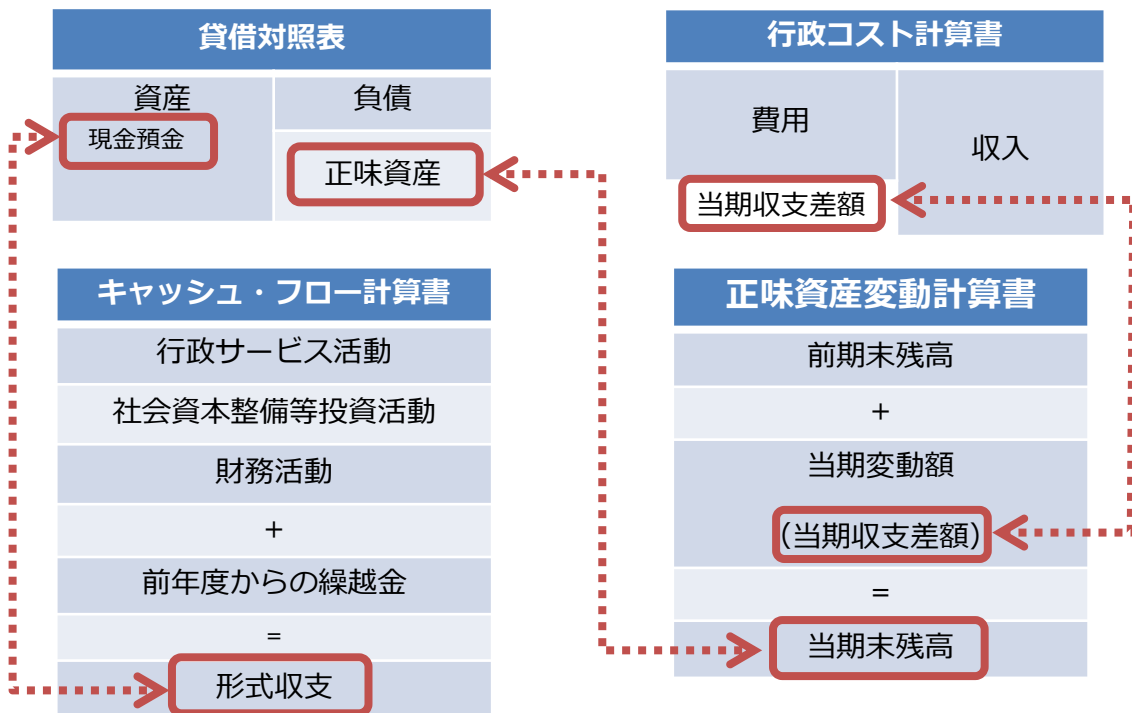 貸借対照表
資産
負債
現金預金
正味資産
行政コスト計算書
費用
収入
当期収支差額
キャッシュ・フロー計算書
行政サービス活動
社会資本整備等投資活動
財務活動
+
前年度からの繰越金
=
形式収支
正味資産変動計算書
前期末残高
+
当期変動額
(当期収支差額)
=
当期末残高